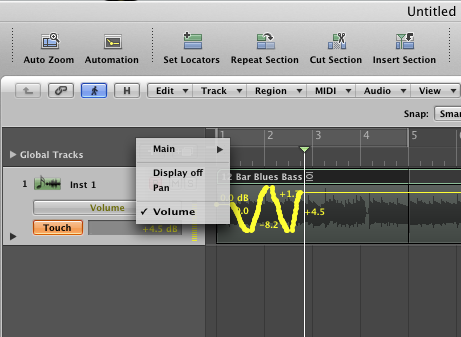 Untitled
Auto Zoom Automation Set Locators Repeat Section Cut Section Insert Section
H Edit Track Region MIDI Audio View
Snap: Sma
1 2 3 4 5
Global Tracks
Main
Display off
Pan
✓ Volume
12 Bar Blues Bass
1 Inst 1
Volume
Touch +4.5 dB
0.0 dB +1.7
0.0 -8.2 +4.5